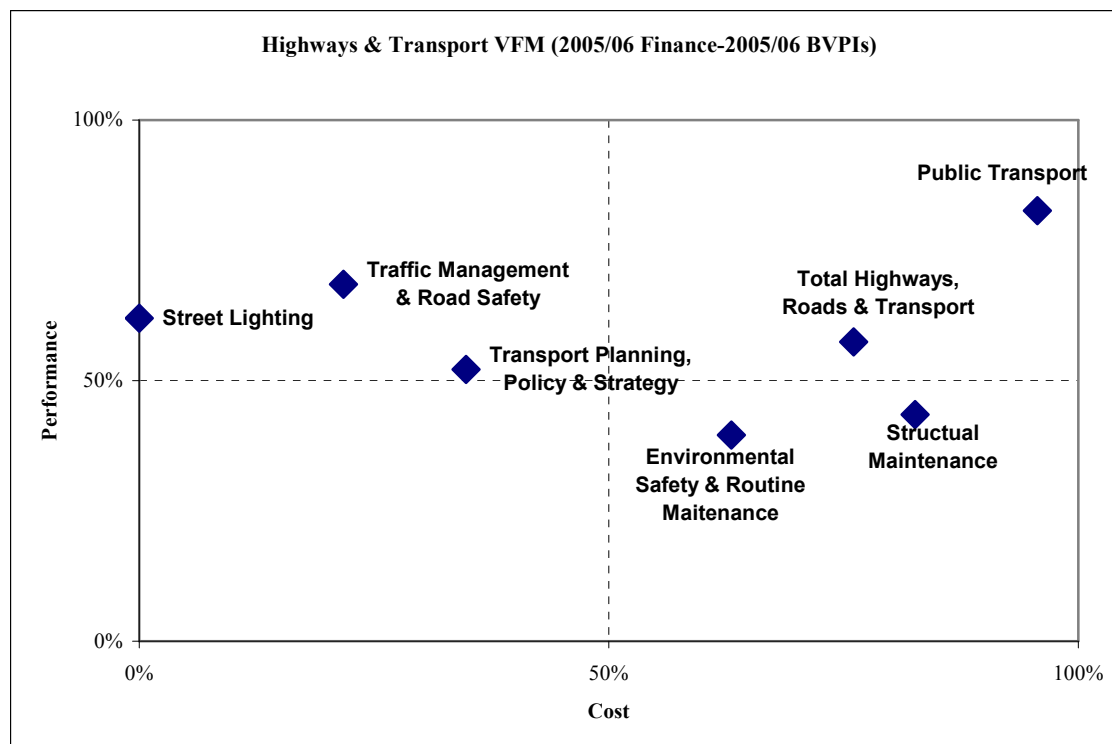 Highways & Transport VFM (2005/06 Finance-2005/06 BVPIs)
100%
Public Transport
Traffic Management
& Road Safety
Total Highways,
Roads & Transport
Street Lighting
Transport Planning,
Policy & Strategy
50%
Performance
Structual
Maintenance
Environmental
Safety & Routine
Maitenance
0%
0%
50%
100%
Cost